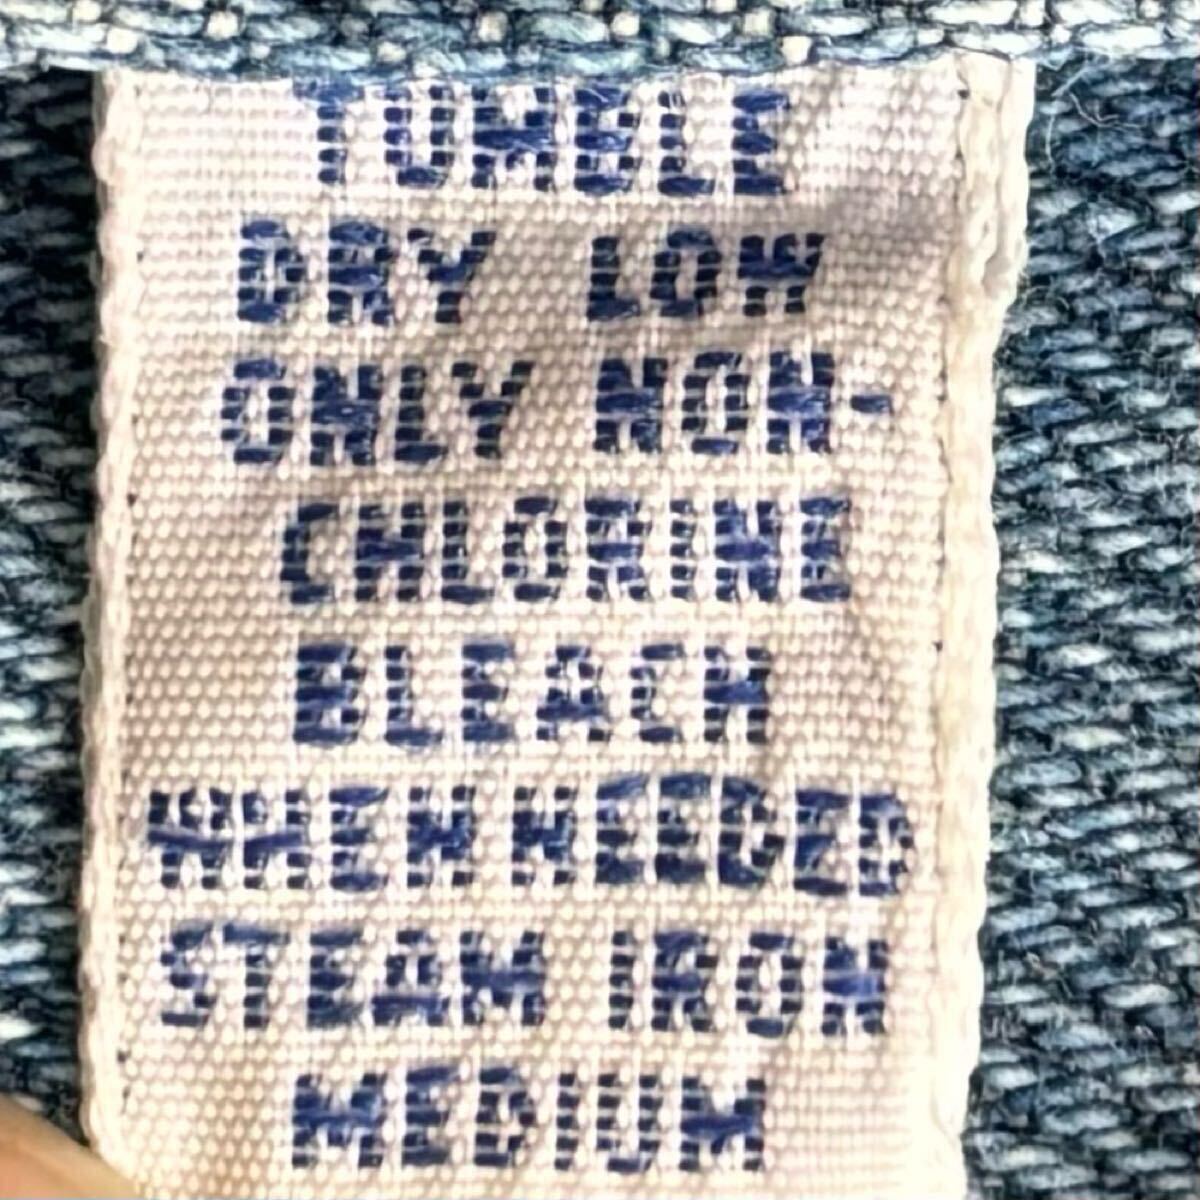 TUMBLE
DRY LOW
ONLY NON-
CHLORINE
BLEACH
WHEN NEEDED
STEAM IRON
MEDIUM